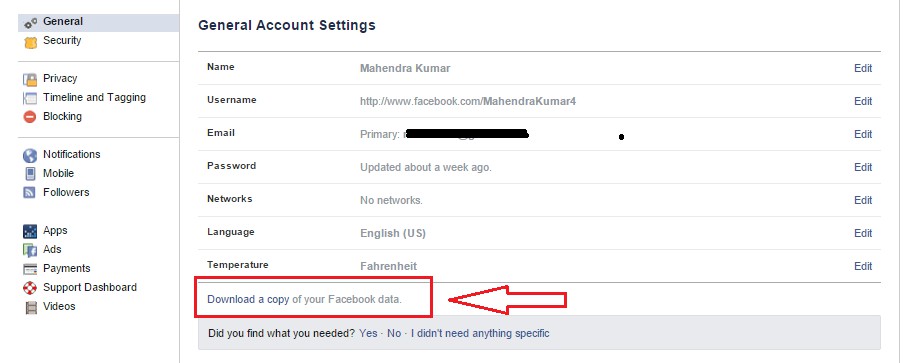 General
Security
Privacy
Timeline and Tagging
Blocking
Notifications
Mobile
Followers
Apps
Ads
Payments
Support Dashboard
Videos
General Account Settings
Name Mahendra Kumar Edit
Username http://www.facebook.com/MahendraKumar4 Edit
Email Primary: Edit
Password Updated about a week ago. Edit
Networks No networks. Edit
Language English (US) Edit
Temperature Fahrenheit Edit
Download a copy of your Facebook data.
Did you find what you needed? Yes · No · I didn't need anything specific